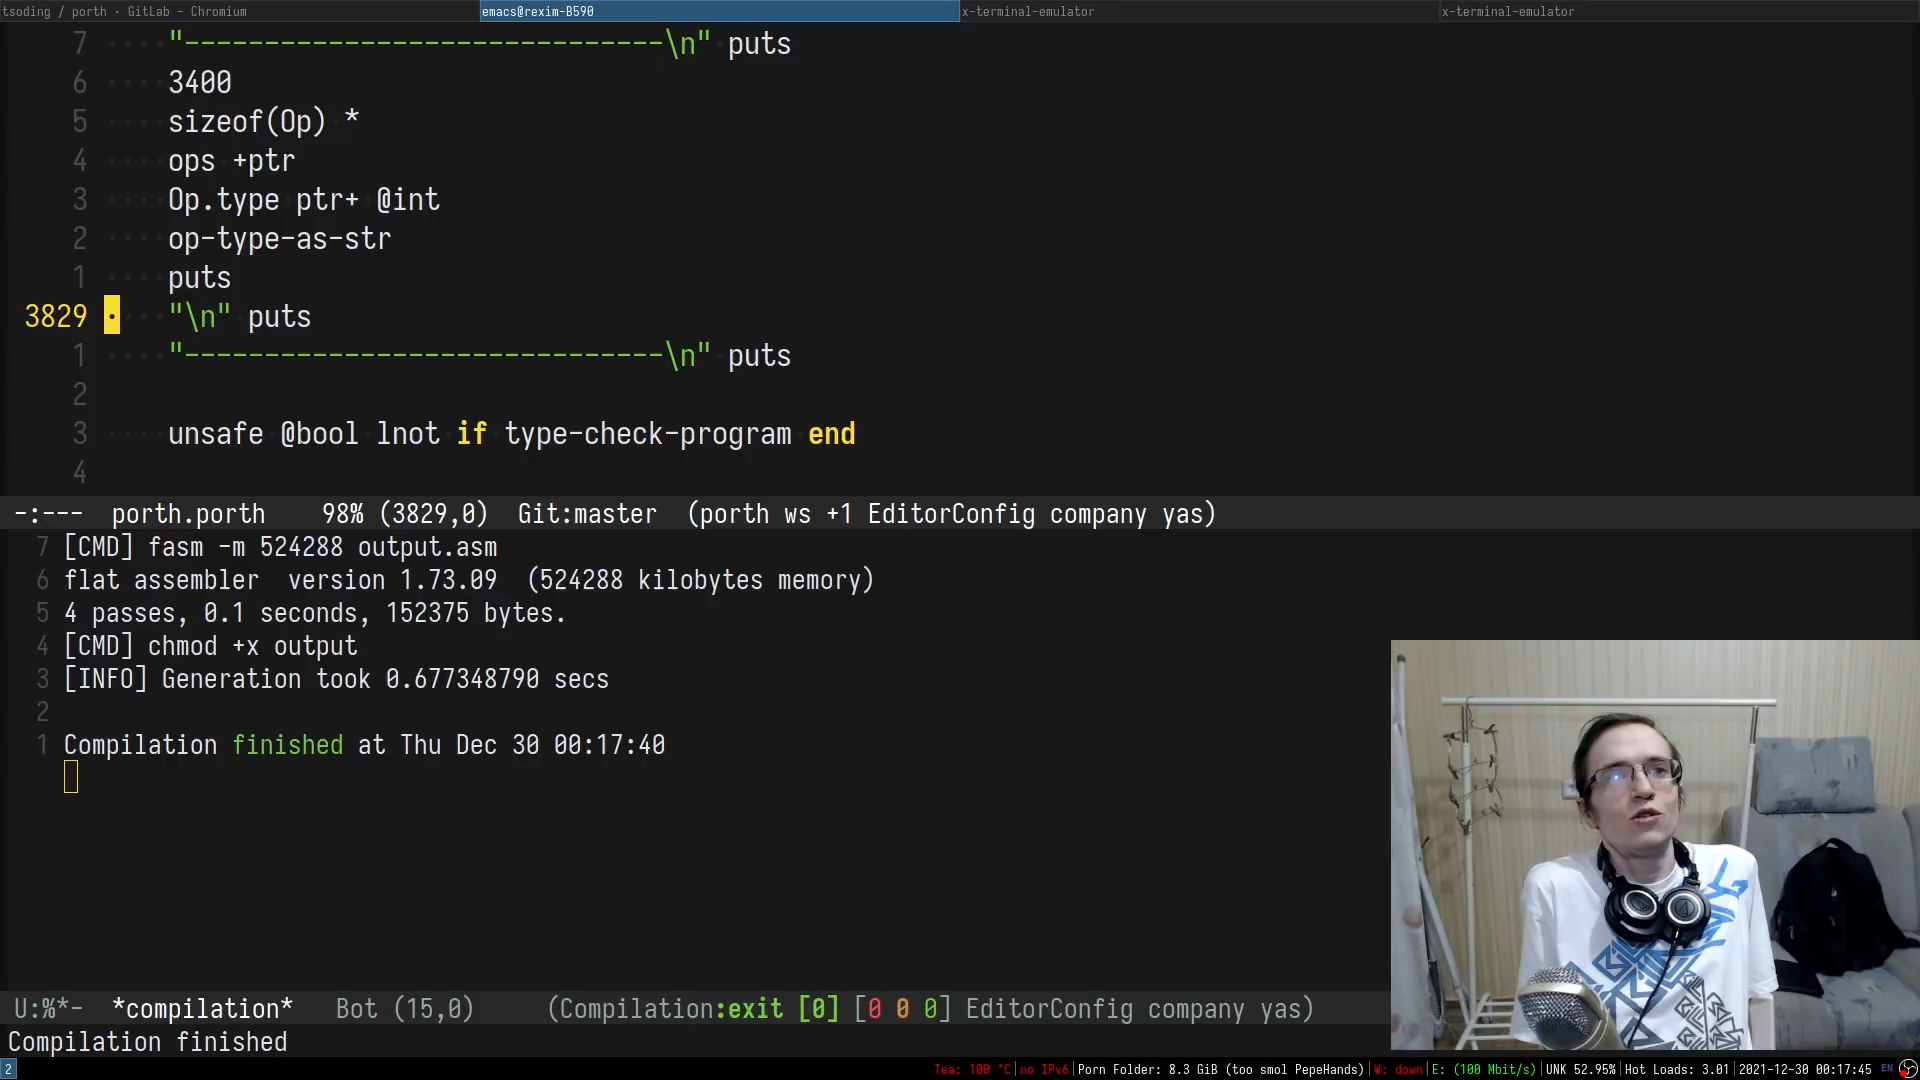 tsoding / porth · GitLab - Chromium
emacs@rexim-B590
x-terminal-emulator
x-terminal-emulator
7 "------------------------------\n" puts
6 3400
5 sizeof(Op) *
4 ops +ptr
3 Op.type ptr+ @int
2 op-type-as-str
1 puts
3829 "\n" puts
1 "------------------------------\n" puts
2
3 unsafe @bool lnot if type-check-program end
4
-:--- porth.porth 98% (3829,0) Git:master (porth ws +1 EditorConfig company yas)
7 [CMD] fasm -m 524288 output.asm
6 flat assembler version 1.73.09 (524288 kilobytes memory)
5 4 passes, 0.1 seconds, 152375 bytes.
4 [CMD] chmod +x output
3 [INFO] Generation took 0.677348790 secs
2
1 Compilation finished at Thu Dec 30 00:17:40
U:%*- *compilation* Bot (15,0) (Compilation:exit [0] [0 0 0] EditorConfig company yas)
Compilation finished
2 Tea: 100 °C|no IPv6|Porn Folder: 8.3 GiB (too smol PepeHands)|W: down|E: (100 Mbit/s)|UNK 52.95%|Hot Loads: 3.01|2021-12-30 00:17:45 EN